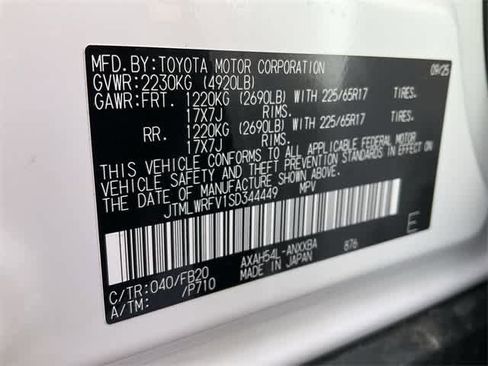 MFD.BY:TOYOTA MOTOR CORPORATION 09/25
GVWR:2230KG (4920LB)
GAWR:FRT. 1220KG (2690LB) WITH 225/65R17 TIRES,
17X7J RIMS.
RR. 1220KG (2690LB) WITH 225/65R17 TIRES,
17X7J RIMS.
THIS VEHICLE CONFORMS TO ALL APPLICABLE FEDERAL MOTOR
VEHICLE SAFETY AND THEFT PREVENTION STANDARDS IN EFFECT ON
THE DATE OF MANUFACTURE SHOWN ABOVE.
JTMLWRFV1SD344449 MPV
E
C/TR:040/FB20 AXAH54L-ANXXBA 876
A/TM: /P710 MADE IN JAPAN